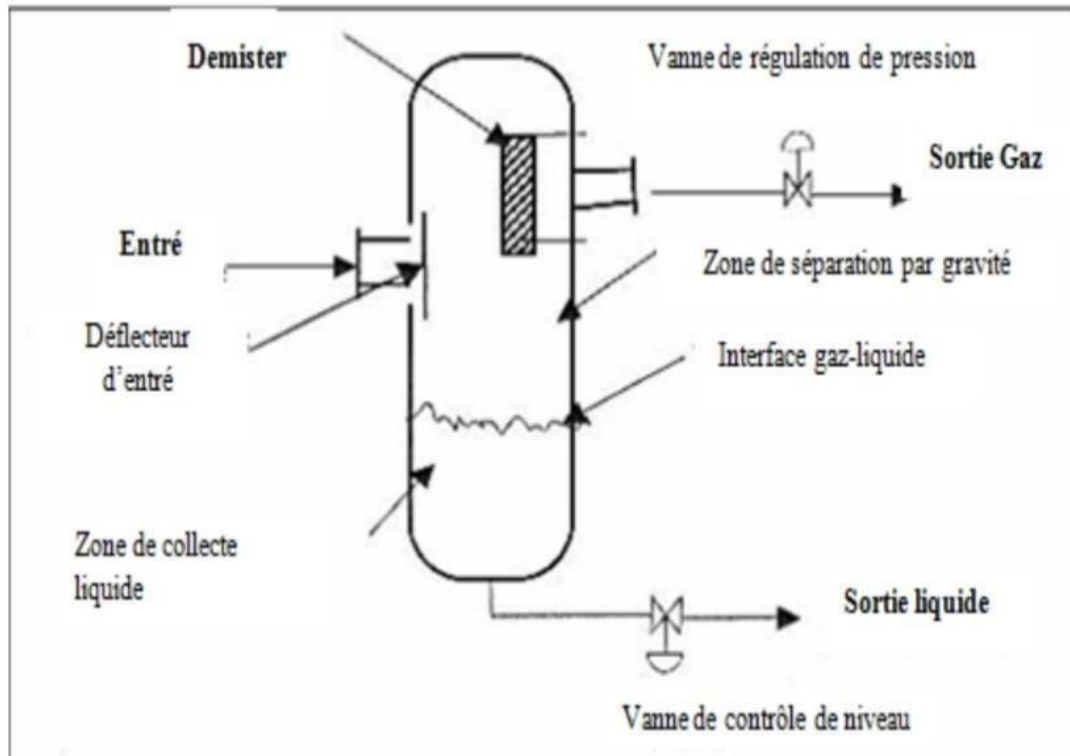 Demister
Vanne de régulation de pression
Sortie Gaz
Entré
Zone de séparation par gravité
Déflecteur
d'entré
Interface gaz-liquide
Zone de collecte
liquide
Sortie liquide
Vanne de contrôle de niveau